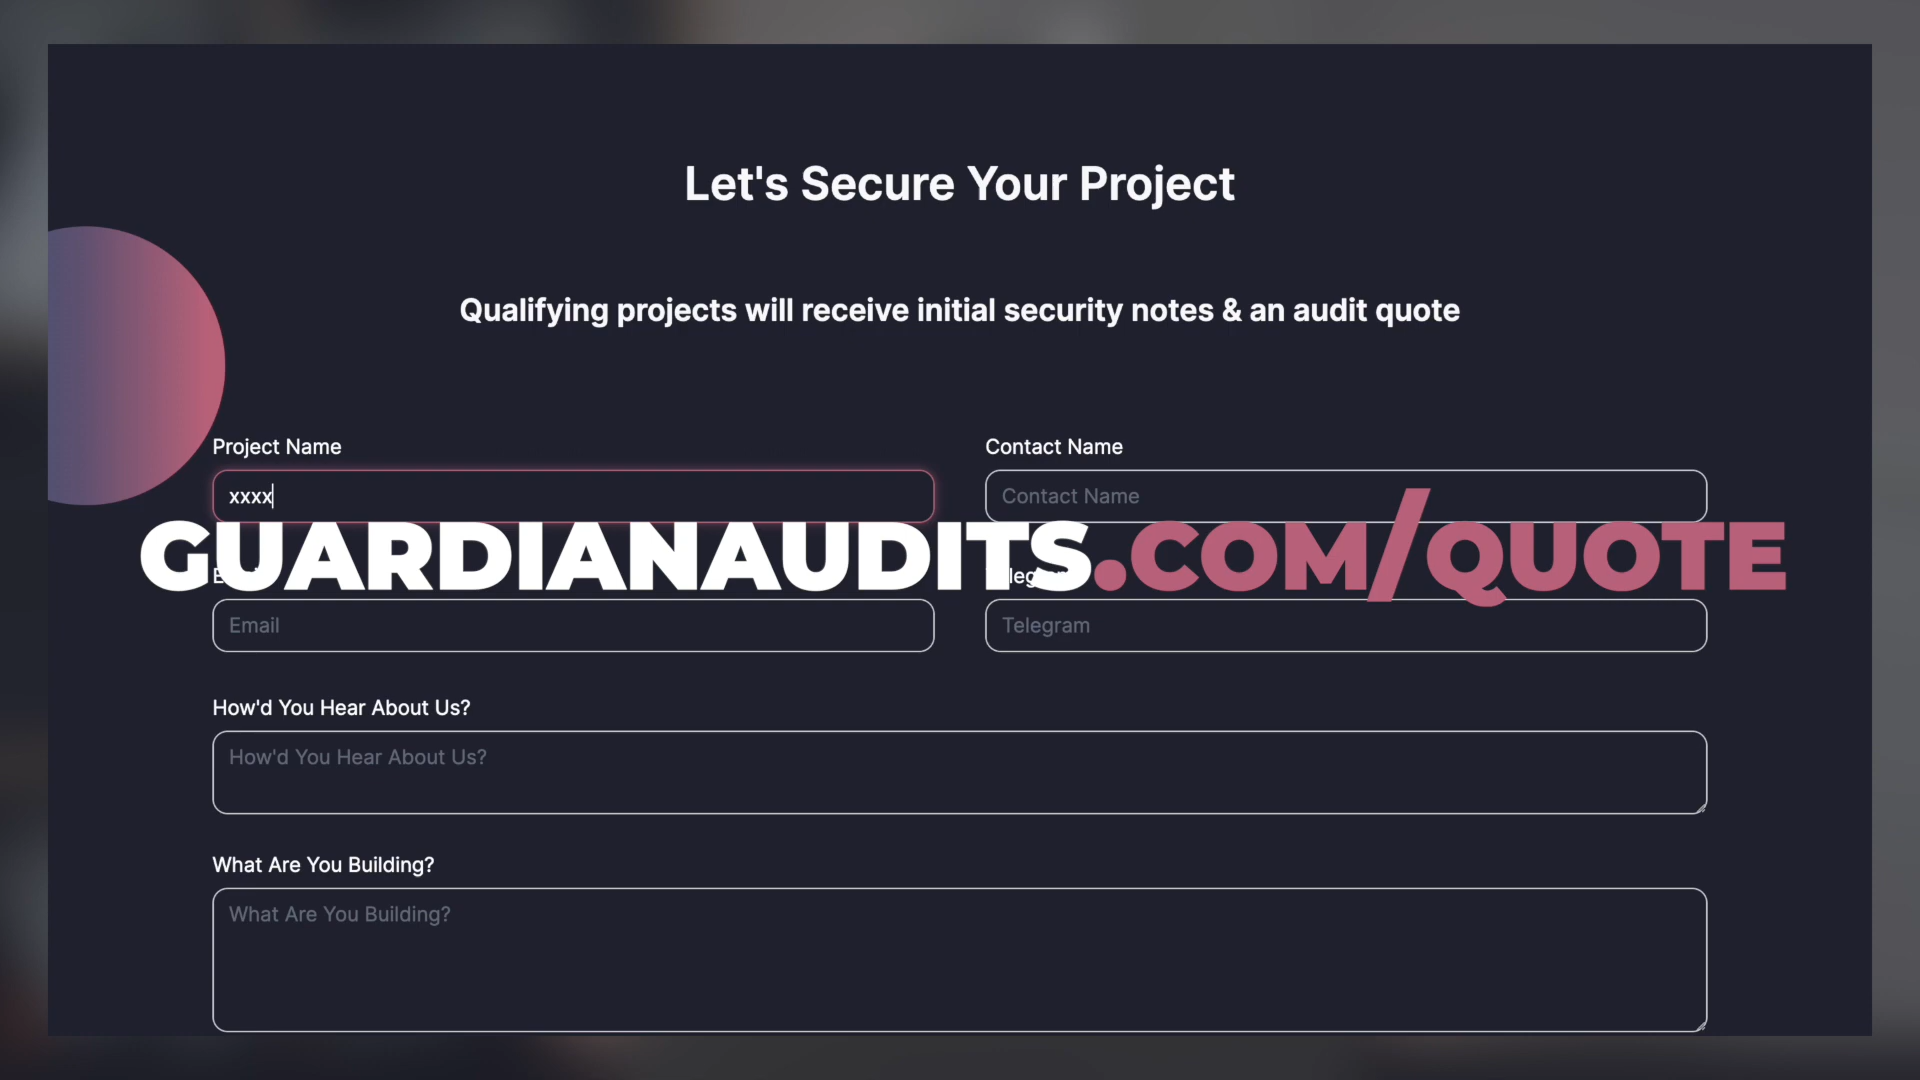 Let's Secure Your Project
Qualifying projects will receive initial security notes & an audit quote
Project Name
Contact Name
xxxx
Contact Name
GUARDIANAUDITS.COM/QUOTE
Email
Telegram
How'd You Hear About Us?
How'd You Hear About Us?
What Are You Building?
What Are You Building?